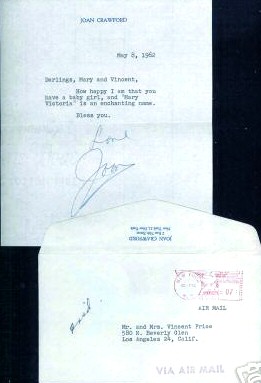 JOAN CRAWFORD
May 8, 1962
Darlings, Mary and Vincent,
How happy I am that you
have a baby girl, and "Mary
Victoria" is an enchanting name.
Bless you.
Love
Joan
JOAN CRAWFORD
AIR MAIL
Mr. and Mrs. Vincent Price
580 N. Beverly Glen
Los Angeles 24, Calif.
VIA AIR MAIL